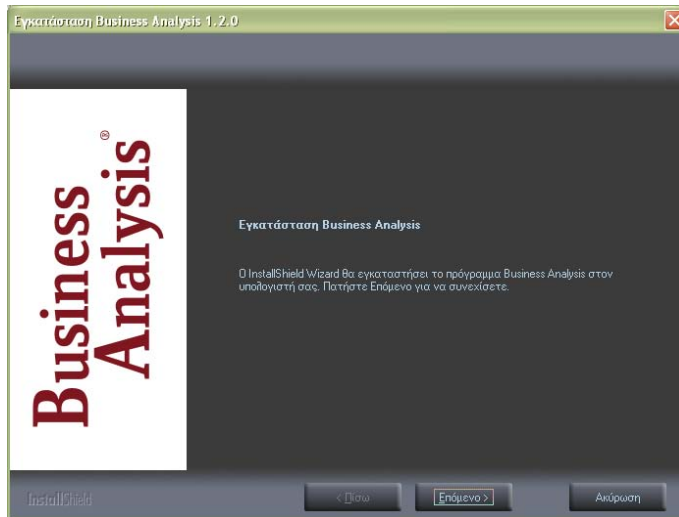 Εγκατάσταση Business Analysis 1.2.0
Business
Analysis®
Εγκατάσταση Business Analysis
Ο InstallShield Wizard θα εγκαταστήσει το πρόγραμμα Business Analysis στον
υπολογιστή σας. Πατήστε Επόμενο για να συνεχίσετε.
InstallShield
< Πίσω
Επόμενο >
Ακύρωση